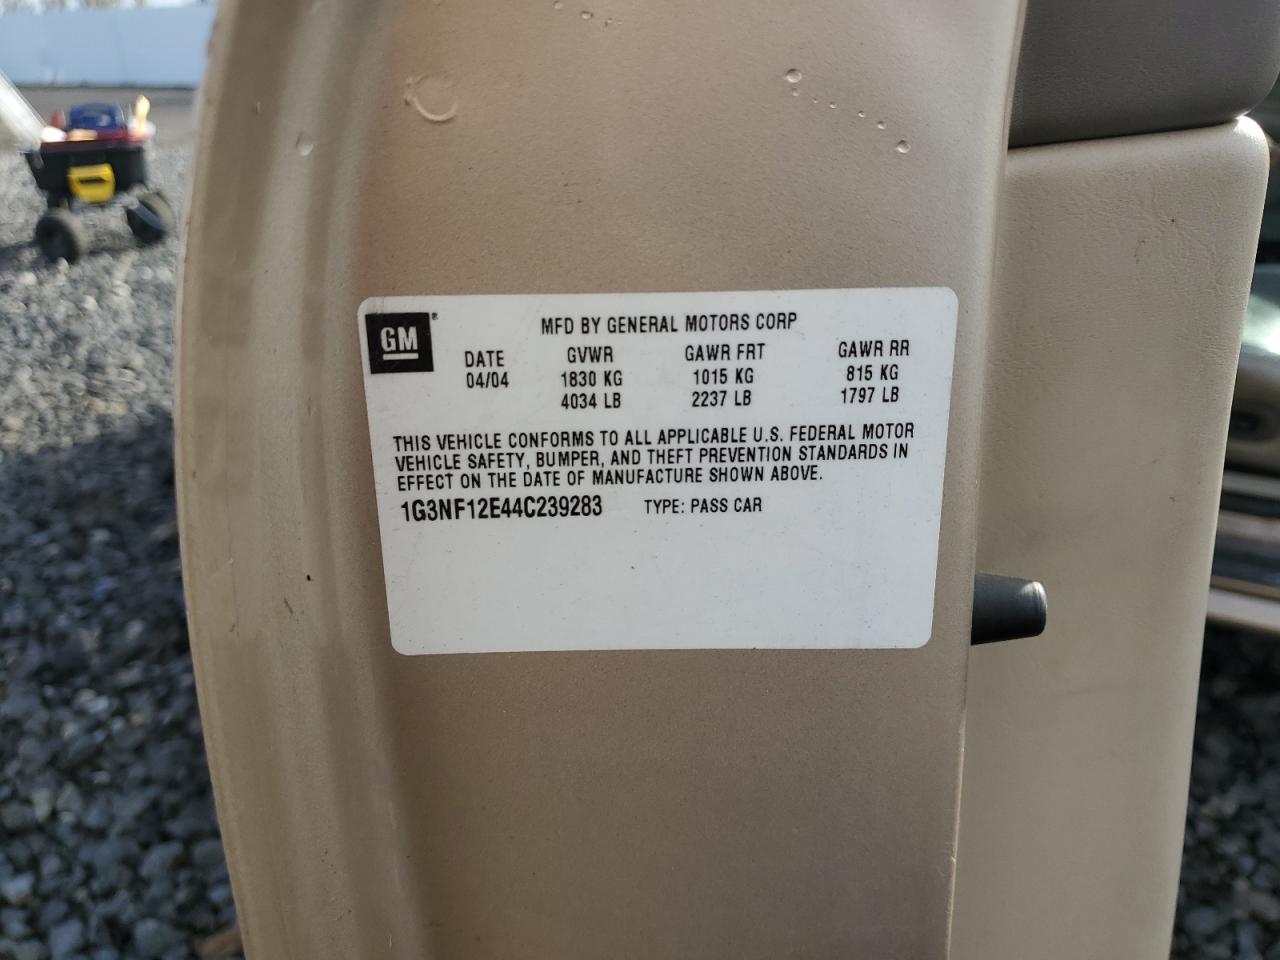 GM®
MFD BY GENERAL MOTORS CORP
DATE GVWR GAWR FRT GAWR RR
04/04 1830 KG 1015 KG 815 KG
4034 LB 2237 LB 1797 LB
THIS VEHICLE CONFORMS TO ALL APPLICABLE U.S. FEDERAL MOTOR
VEHICLE SAFETY, BUMPER, AND THEFT PREVENTION STANDARDS IN
EFFECT ON THE DATE OF MANUFACTURE SHOWN ABOVE.
1G3NF12E44C239283 TYPE: PASS CAR